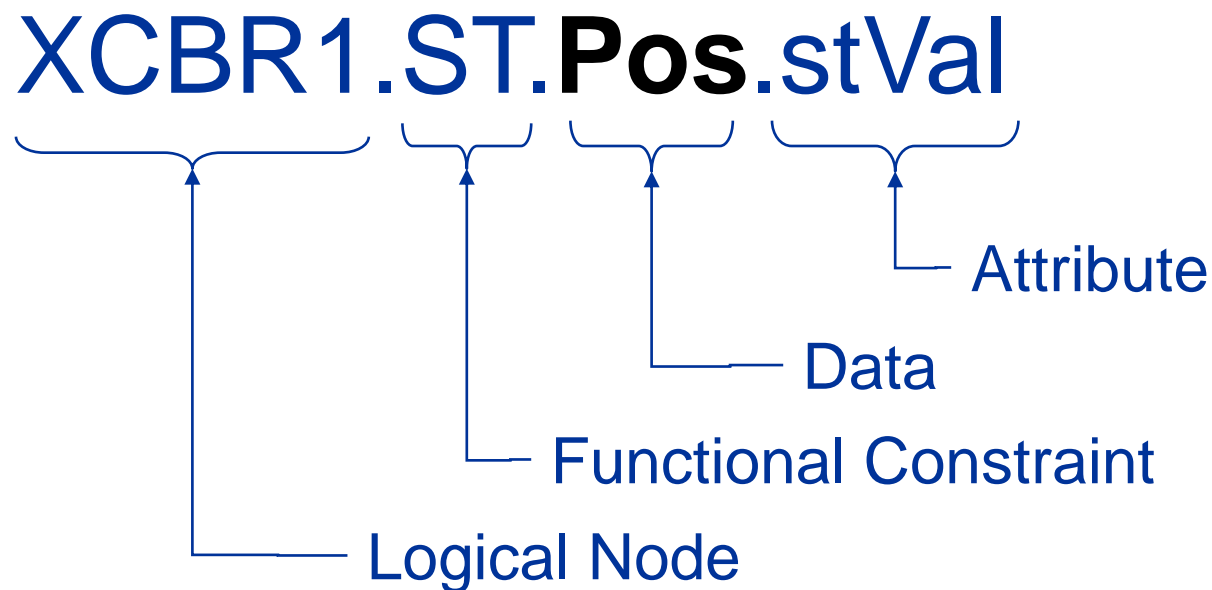 XCBR1.ST.Pos.stVal
Attribute
Data
Functional Constraint
Logical Node